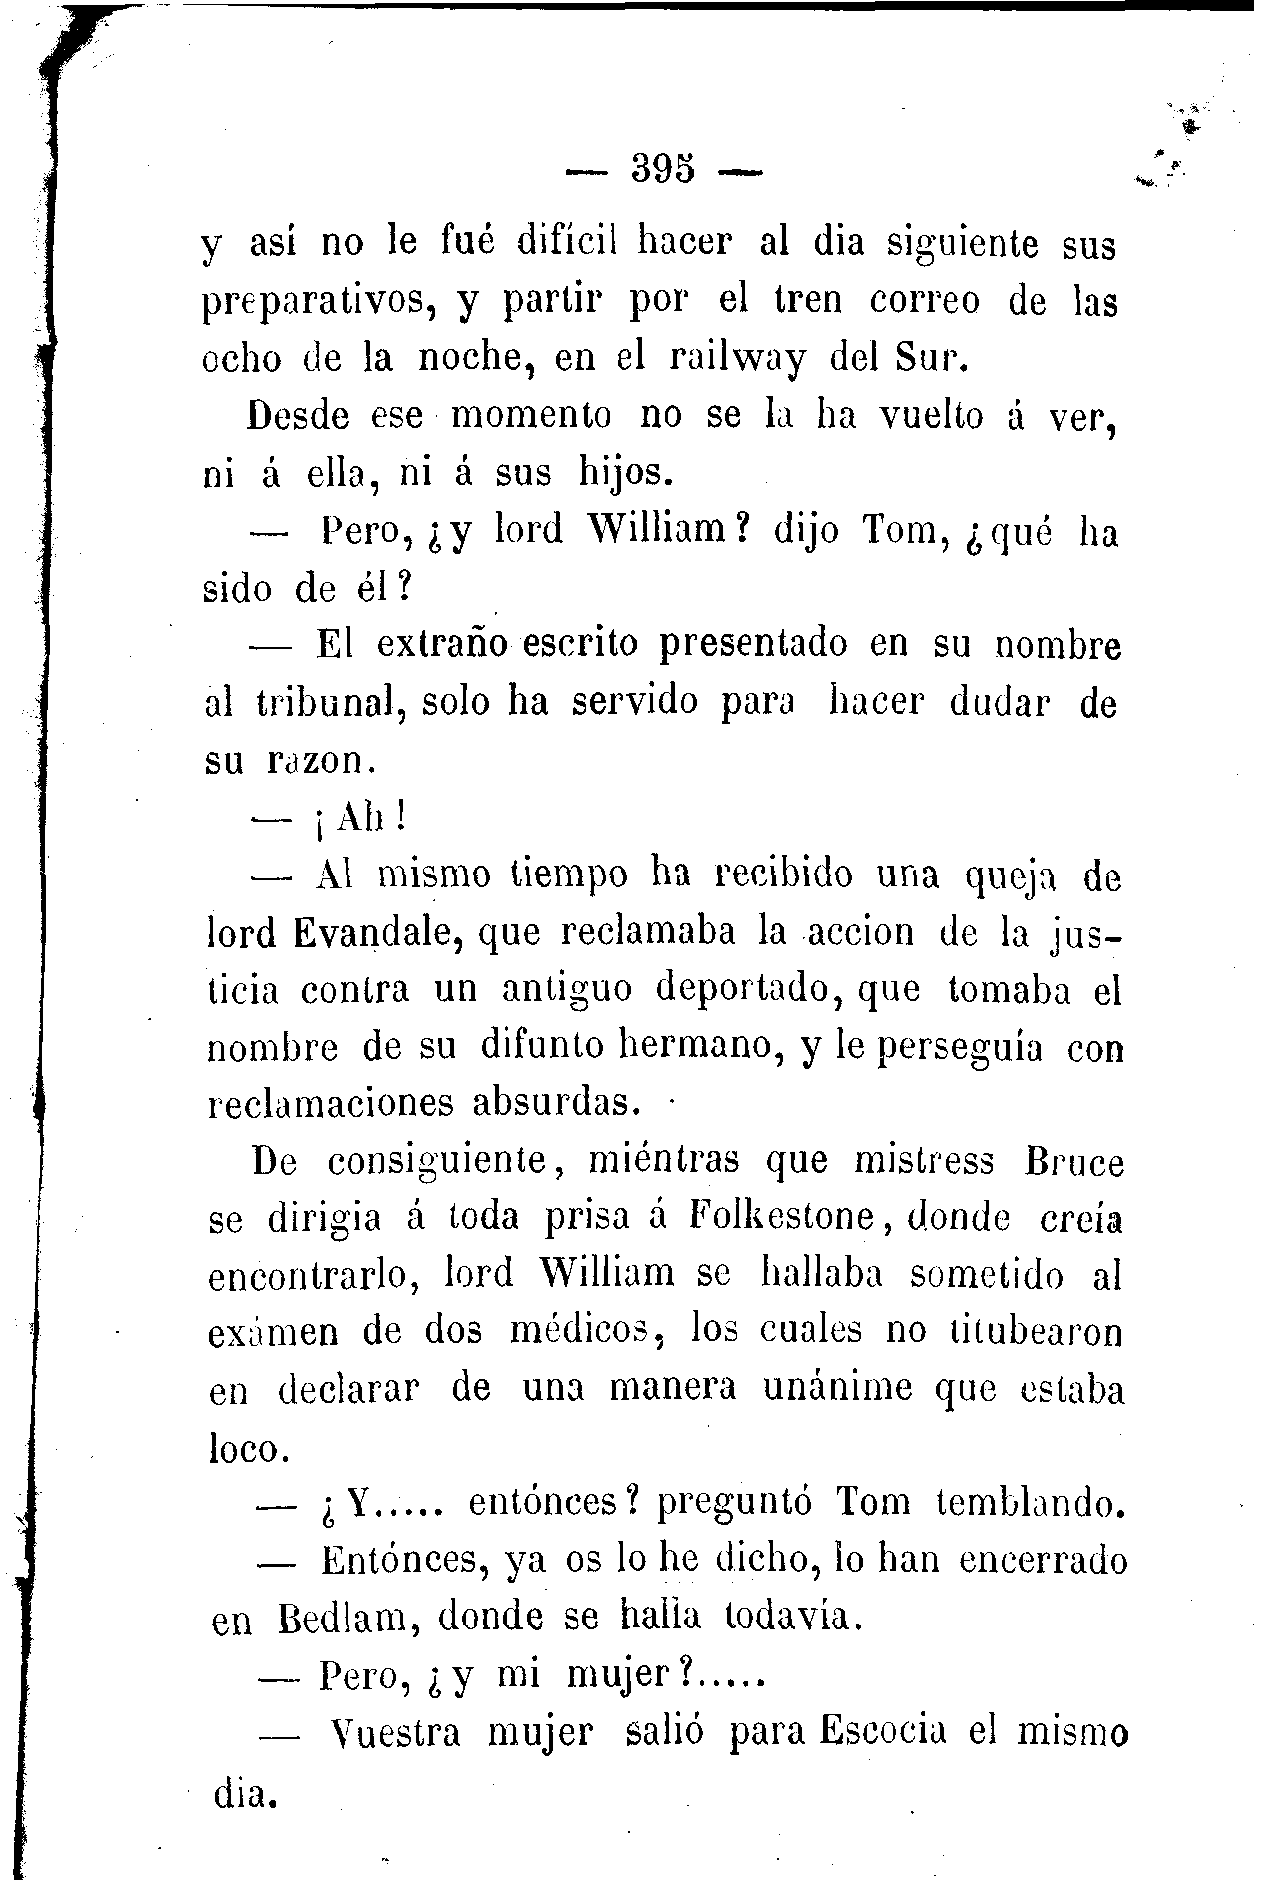 — 395 —
y así no le fué difícil hacer al dia siguiente sus
preparativos, y partir por el tren correo de las
ocho de la noche, en el railway del Sur.
Desde ese momento no se la ha vuelto á ver,
ni á ella, ni á sus hijos.
— Pero, ¿y lord William? dijo Tom, ¿qué ha
sido de él?
— El extraño escrito presentado en su nombre
al tribunal, solo ha servido para hacer dudar de
su razon.
— ¡Ah!
— Al mismo tiempo ha recibido una queja de
lord Evandale, que reclamaba la accion de la jus-
ticia contra un antiguo deportado, que tomaba el
nombre de su difunto hermano, y le perseguía con
reclamaciones absurdas.
De consiguiente, miéntras que mistress Bruce
se dirigia á toda prisa á Folkestone, donde creía
encontrarlo, lord William se hallaba sometido al
exámen de dos médicos, los cuales no titubearon
en declarar de una manera unánime que estaba
loco.
— ¿Y..... entónces? preguntó Tom temblando.
— Entónces, ya os lo he dicho, lo han encerrado
en Bedlam, donde se halla todavía.
— Pero, ¿y mi mujer?.....
— Vuestra mujer salió para Escocia el mismo
dia.